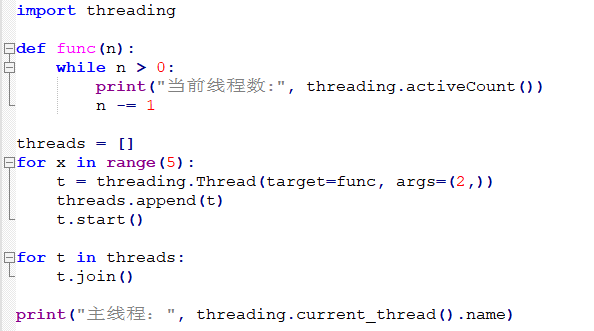 import threading
def func(n):
while n > 0:
print("当前线程数:", threading.activeCount())
n -= 1
threads = []
for x in range(5):
t = threading.Thread(target=func, args=(2,))
threads.append(t)
t.start()
for t in threads:
t.join()
print("主线程：", threading.current_thread().name)